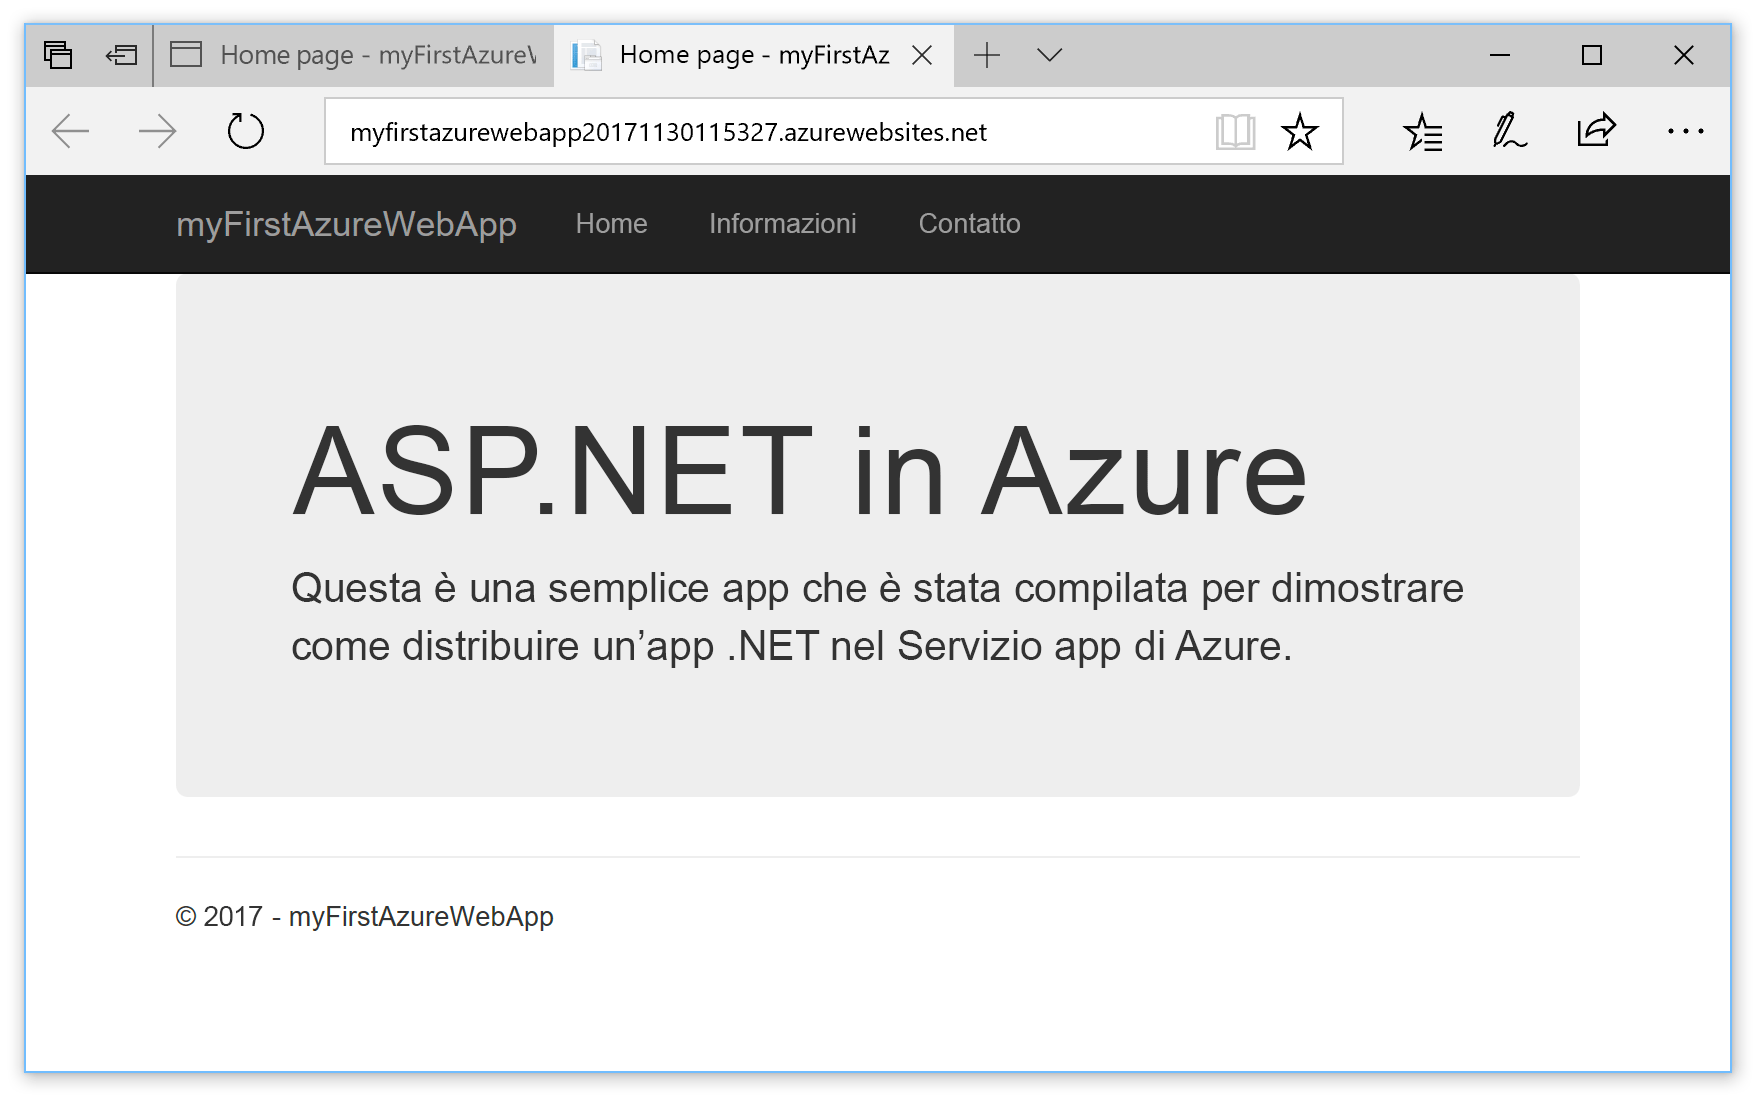 Home page - myFirstAzure
Home page - myFirstAz
myfirstazurewebapp20171130115327.azurewebsites.net
myFirstAzureWebApp Home Informazioni Contatto
ASP.NET in Azure
Questa è una semplice app che è stata compilata per dimostrare
come distribuire un’app .NET nel Servizio app di Azure.
© 2017 - myFirstAzureWebApp